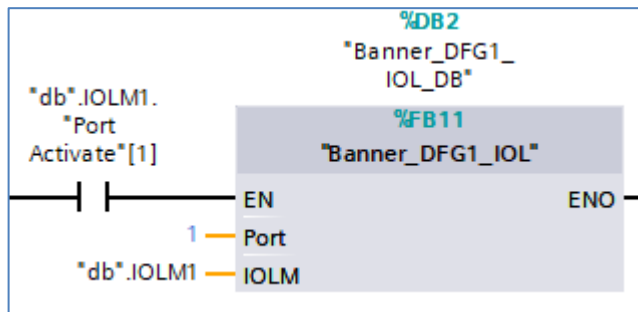 %DB2
"Banner_DFG1_
IOL_DB"
"db".IOLM1.
"Port
Activate"[1]
%FB11
"Banner_DFG1_IOL"
EN
ENO
1
Port
"db".IOLM1
IOLM